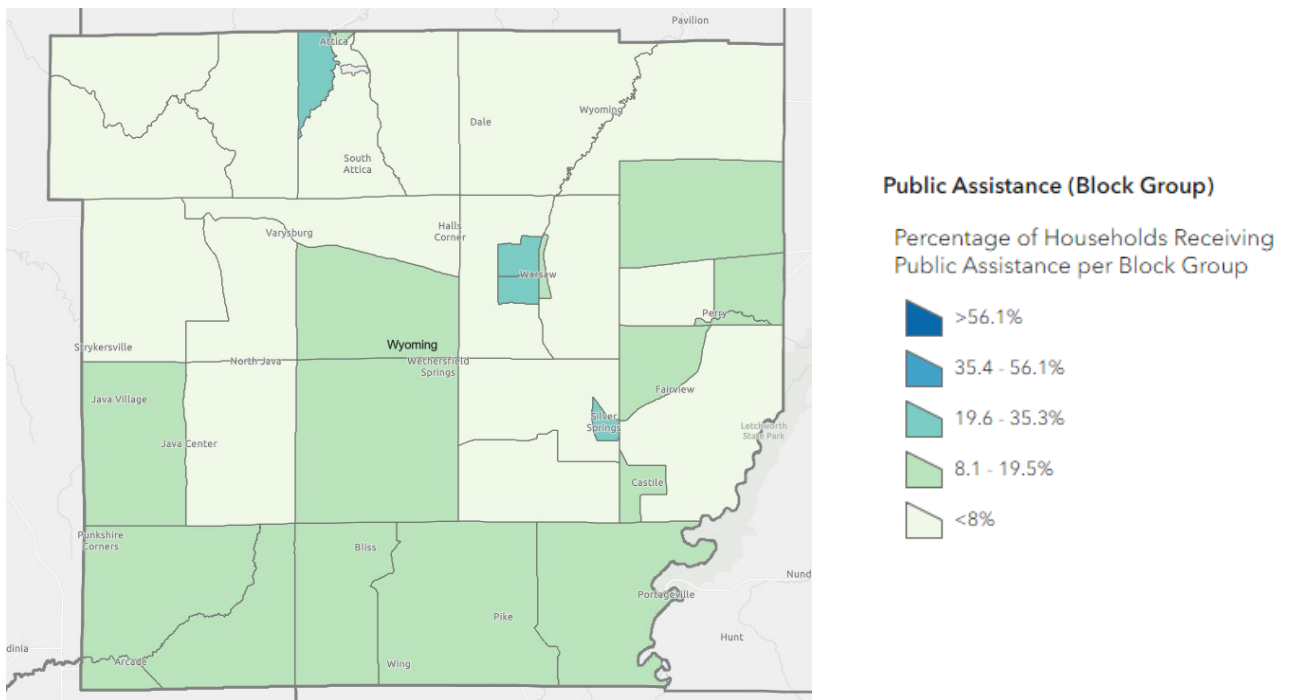 Pavilion
Attica
Wyoming
Dale
South
Attica
Varysburg
Halls
Corner
Warsaw
Perry
Strykersville
Wyoming
North Java
Wethersfield
Springs
Java Village
Fairview
Silver
Springs
Letchworth
State Park
Java Center
Castile
Punkshire
Corners
Bliss
Nund
Portageville
Pike
Hunt
dinia
Arcade
Wing
Public Assistance (Block Group)
Percentage of Households Receiving
Public Assistance per Block Group
>56.1%
35.4 - 56.1%
19.6 - 35.3%
8.1 - 19.5%
<8%